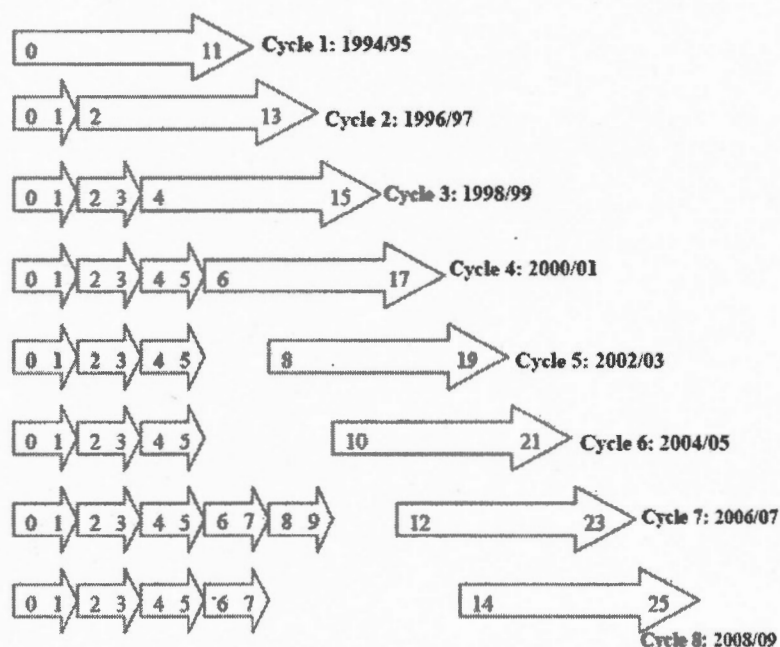 0 11 Cycle 1: 1994/95
0 1 2 13 Cycle 2: 1996/97
0 1 2 3 4 15 Cycle 3: 1998/99
0 1 2 3 4 5 6 17 Cycle 4: 2000/01
0 1 2 3 4 5 8 19 Cycle 5: 2002/03
0 1 2 3 4 5 10 21 Cycle 6: 2004/05
0 1 2 3 4 5 6 7 8 9 12 23 Cycle 7: 2006/07
0 1 2 3 4 5 6 7 14 25
Cycle 8: 2008/09